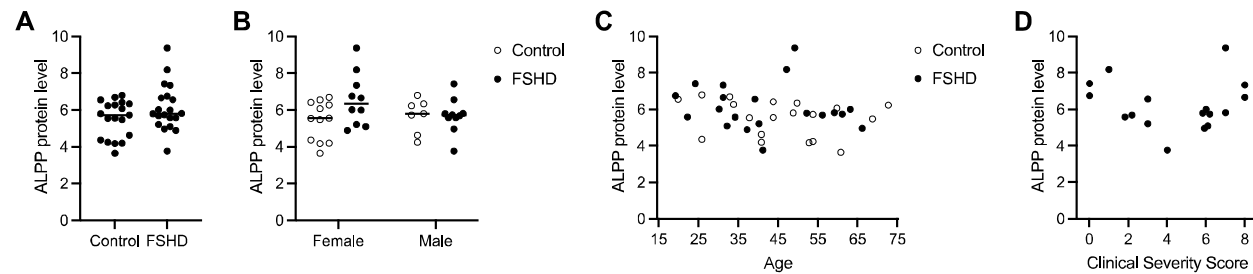 A
ALPP protein level
10
8
6
4
2
0
Control FSHD
B
ALPP protein level
10
8
6
4
2
0
Female Male
Control
FSHD
C
ALPP protein level
10
8
6
4
2
0
15 25 35 45 55 65 75
Age
Control
FSHD
D
ALPP protein level
10
8
6
4
2
0
0 2 4 6 8
Clinical Severity Score